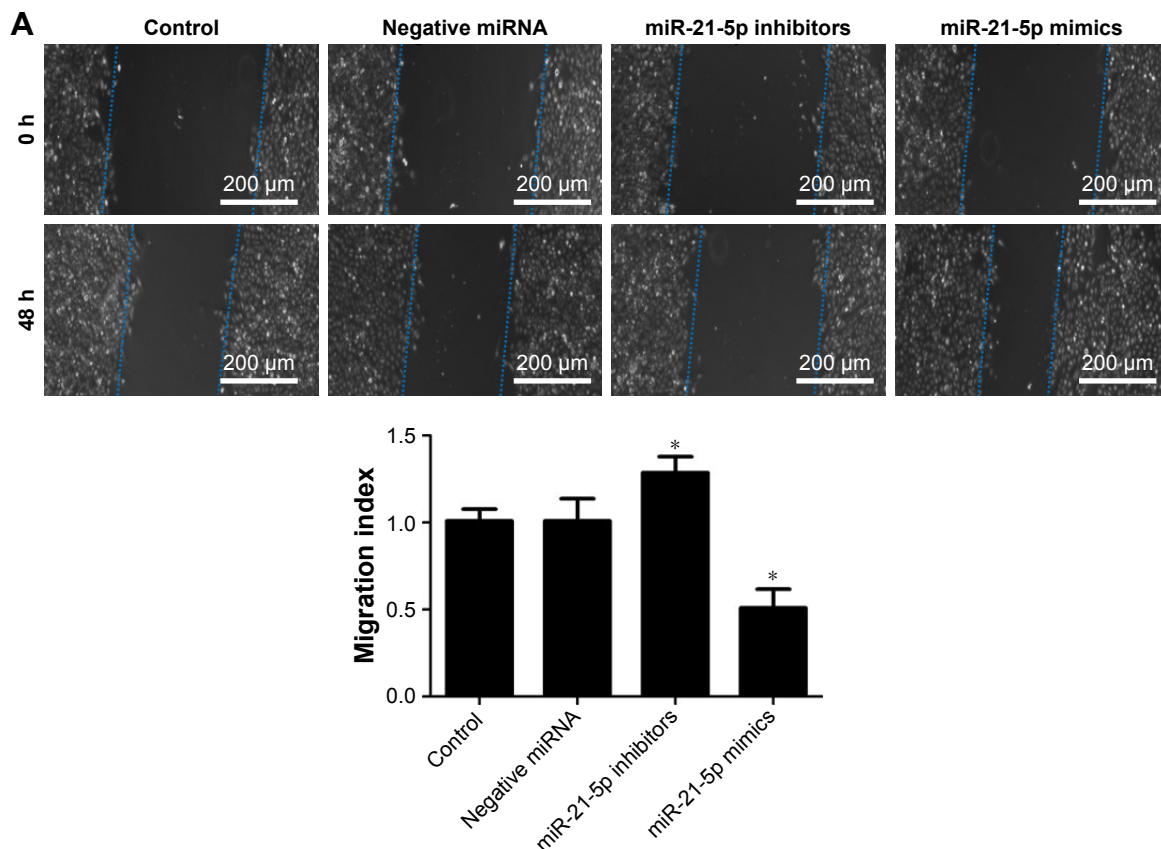 A
Control Negative miRNA miR-21-5p inhibitors miR-21-5p mimics
0 h
200 µm 200 µm 200 µm 200 µm
48 h
200 µm 200 µm 200 µm 200 µm
Migration index
1.5
1.0
0.5
0.0
*
*
Control
Negative miRNA
miR-21-5p inhibitors
miR-21-5p mimics